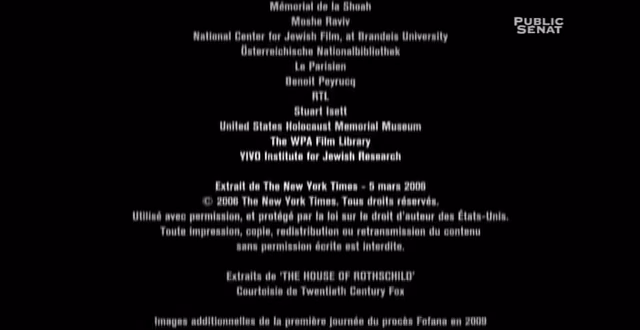 Mémorial de la Shoah
Moshe Raviv
National Center for Jewish Film, at Brandeis University
Österreichische Nationalbibliothek
Le Parisien
Benoit Peyrucq
RTL
Stuart Isett
United States Holocaust Memorial Museum
The WPA Film Library
YIVO Institute for Jewish Research
Extrait de The New York Times - 5 mars 2006
© 2006 The New York Times. Tous droits réservés.
Utilisé avec permission, et protégé par la loi sur le droit d'auteur des États-Unis.
Toute impression, copie, redistribution ou retransmission du contenu
sans permission écrite est interdite.
Extraits de 'THE HOUSE OF ROTHSCHILD'
Courtoisie de Twentieth Century Fox
Images additionnelles de la première journée du procès Fofana en 2009
PUBLIC
SENAT